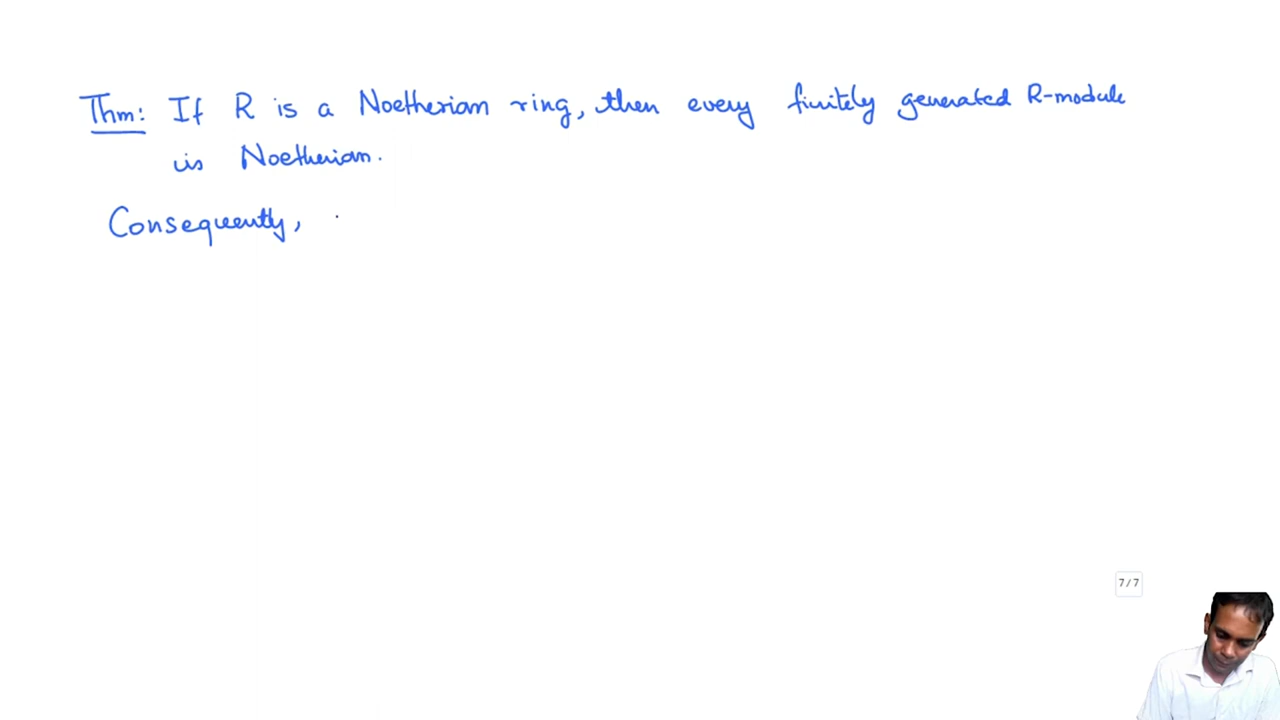 Thm: If R is a Noetherian ring, then every finitely generated R-module
is Noetherian.
Consequently,
7/7